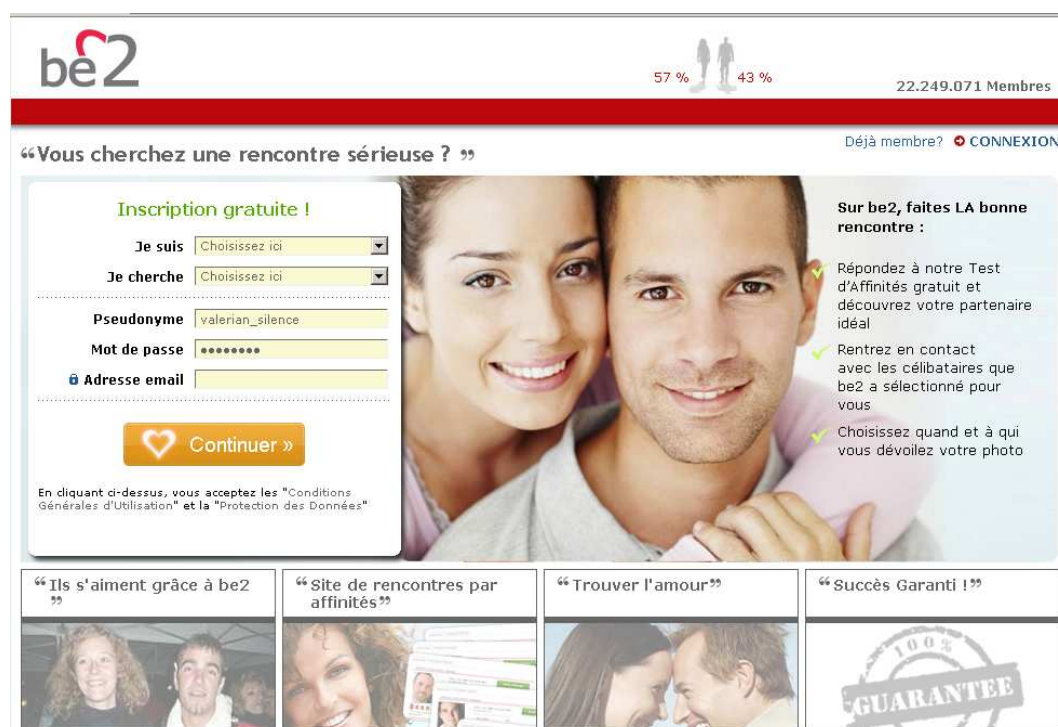 be2
57 %
43 %
22.249.071 Membres
Déjà membre? CONNEXION
“Vous cherchez une rencontre sérieuse ? ”
Inscription gratuite !
Je suis Choisissez ici
Je cherche Choisissez ici
Pseudonyme valerian_silence
Mot de passe ●●●●●●●●
Adresse email
Continuer »
En cliquant ci-dessus, vous acceptez les "Conditions
Générales d'Utilisation" et la "Protection des Données"
Sur be2, faites LA bonne
rencontre :
Répondez à notre Test
d'Affinités gratuit et
découvrez votre partenaire
idéal
Rentrez en contact
avec les célibataires que
be2 a sélectionné pour
vous
Choisissez quand et à qui
vous dévoilez votre photo
“Ils s'aiment grâce à be2
”
“Site de rencontres par
affinités”
“Trouver l'amour”
“Succès Garanti !”
100%
GUARANTEE